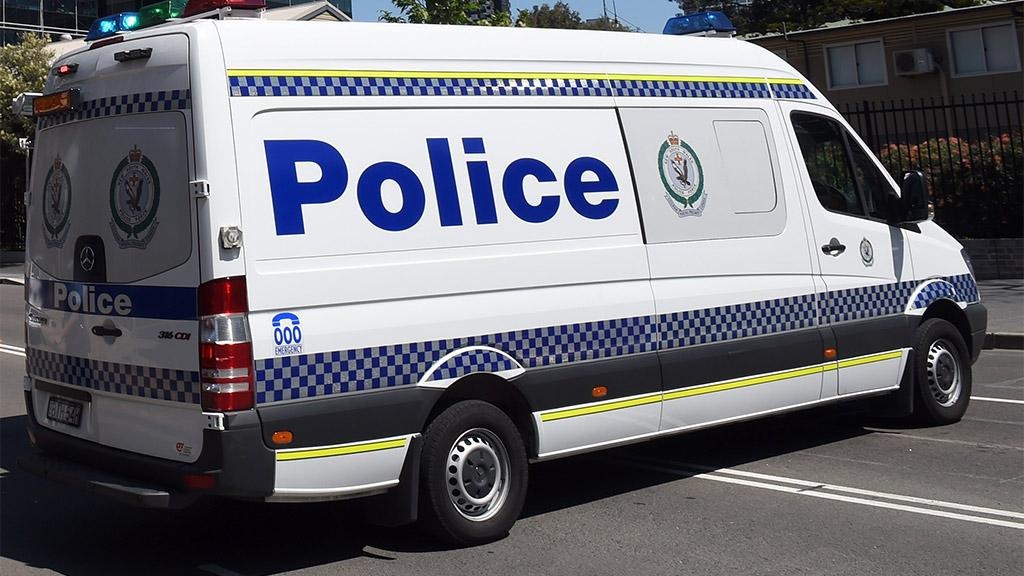 Police
Police
316 CDI
000
EMERGENCY